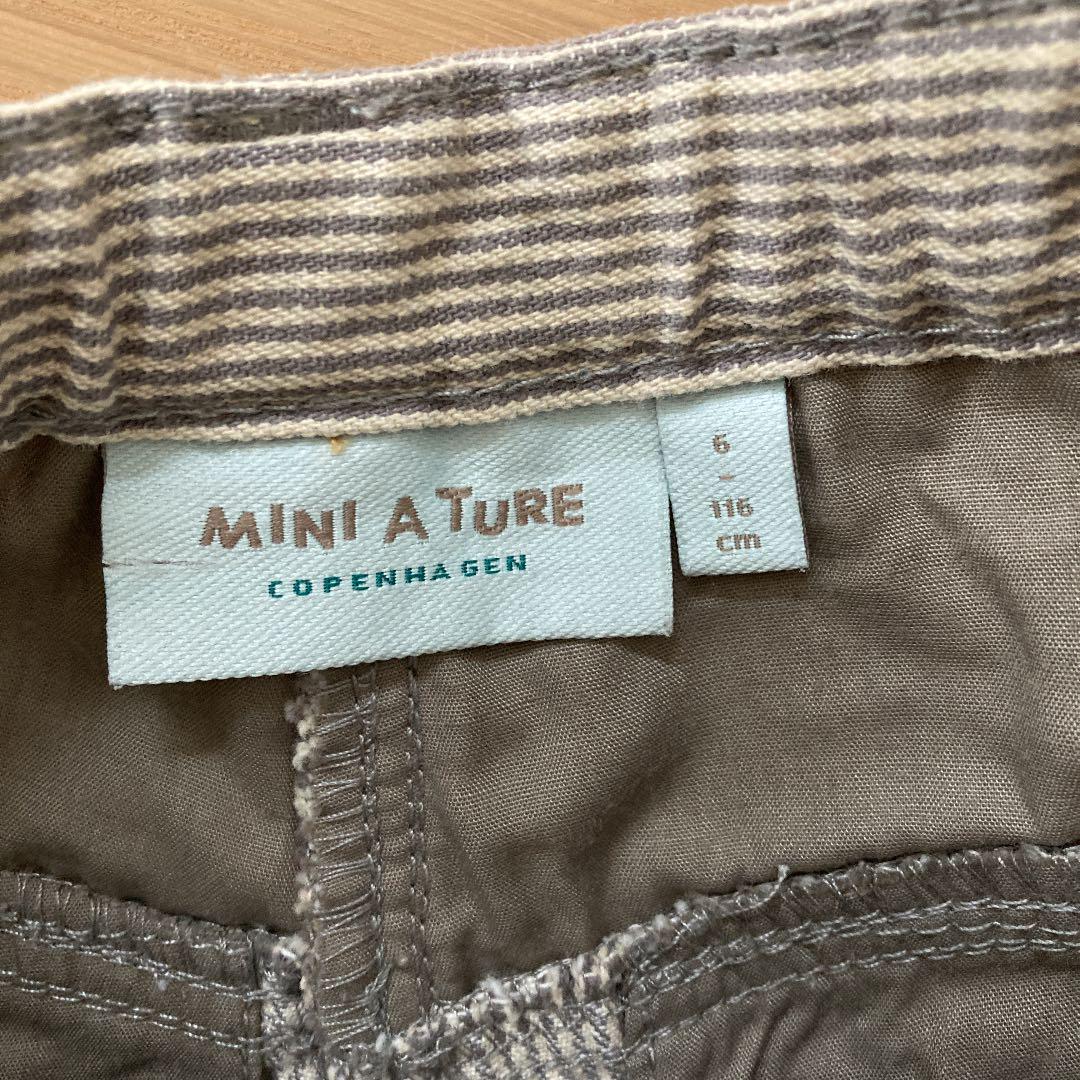 MINI A TURE
COPENHAGEN
6
-
116
cm